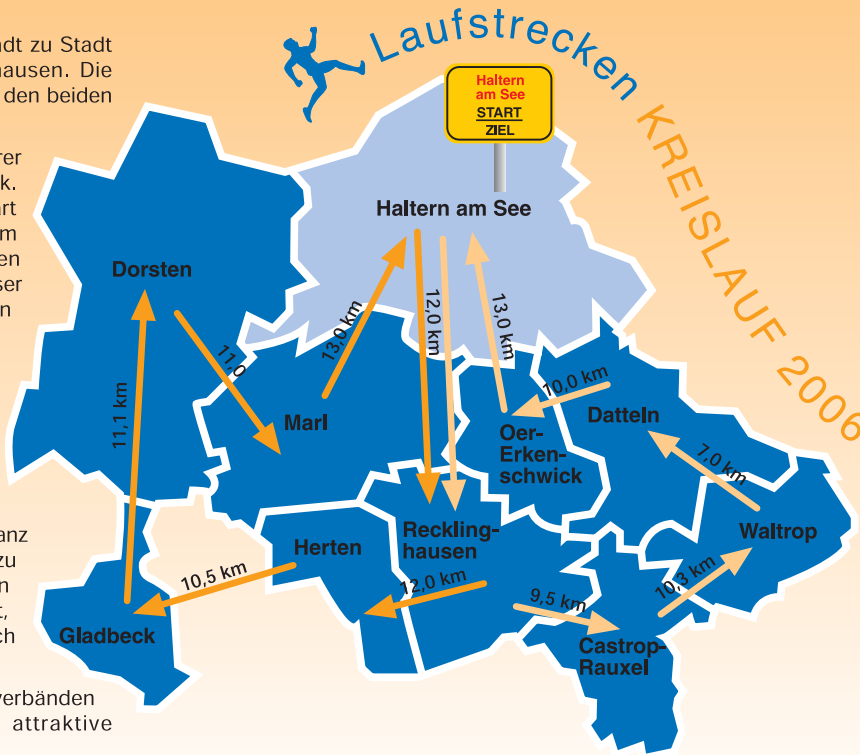 dt zu Stadt
hausen. Die
den beiden
rer
k.
art
m
en
ser
n
anz
zu
n
t,
ch
verbänden
attraktive
Laufstrecken KREISLAUF 2006
Haltern
am See
START
ZIEL
Haltern am See
Dorsten
13,0 km
12,0 km
13,0 km
10,0 km
11,0
Marl
Datteln
Oer-
Erken-
schwick
11,1 km
7,0 km
Reckling-
hausen
Waltrop
Herten
10,5 km
12,0 km
9,5 km
10,3 km
Gladbeck
Castrop-
Rauxel